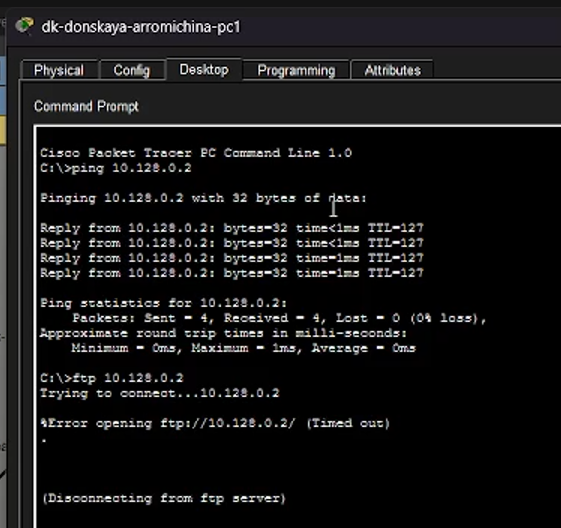 dk-donskaya-arromichina-pc1
Physical Config Desktop Programming Attributes
Command Prompt
Cisco Packet Tracer PC Command Line 1.0
C:\>ping 10.128.0.2
Pinging 10.128.0.2 with 32 bytes of data:
Reply from 10.128.0.2: bytes=32 time<1ms TTL=127
Reply from 10.128.0.2: bytes=32 time<1ms TTL=127
Reply from 10.128.0.2: bytes=32 time=1ms TTL=127
Reply from 10.128.0.2: bytes=32 time=1ms TTL=127
Ping statistics for 10.128.0.2:
Packets: Sent = 4, Received = 4, Lost = 0 (0% loss),
Approximate round trip times in milli-seconds:
Minimum = 0ms, Maximum = 1ms, Average = 0ms
C:\>ftp 10.128.0.2
Trying to connect...10.128.0.2
%Error opening ftp://10.128.0.2/ (Timed out)
.
(Disconnecting from ftp server)